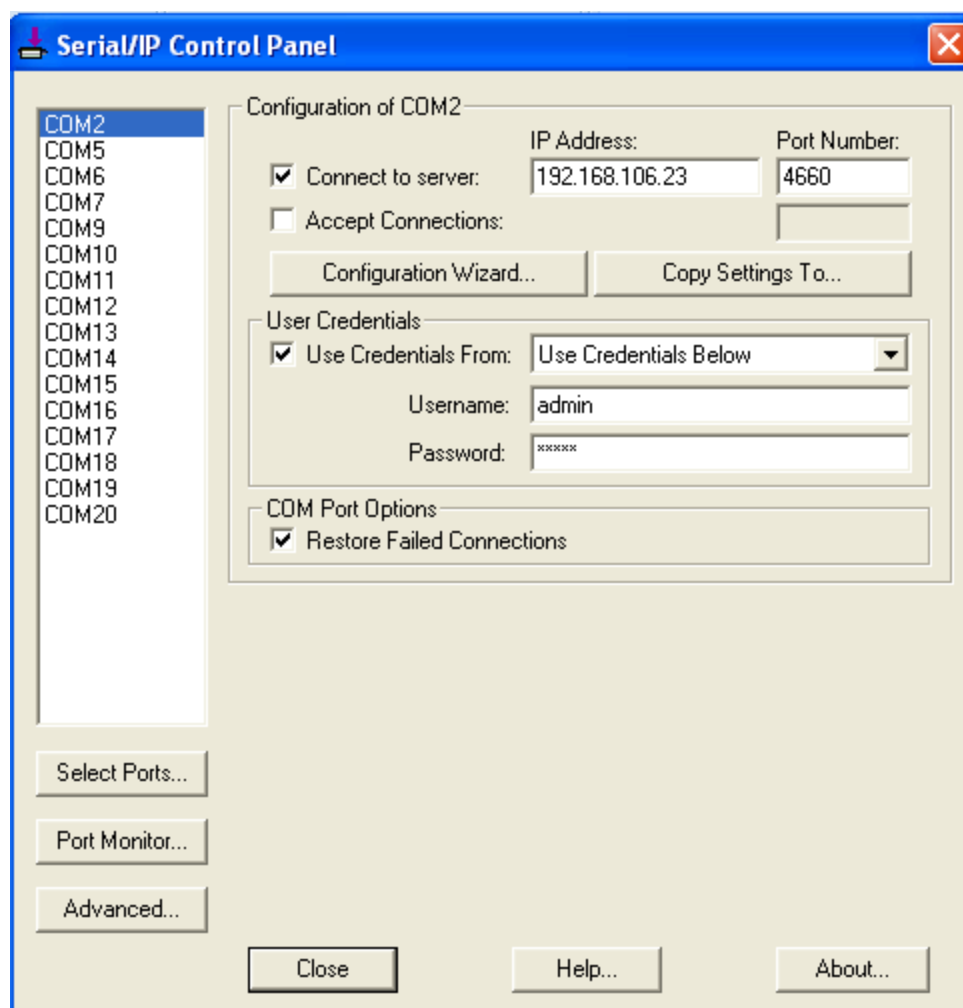 Serial/IP Control Panel
COM2
COM5
COM6
COM7
COM9
COM10
COM11
COM12
COM13
COM14
COM15
COM16
COM17
COM18
COM19
COM20
Select Ports...
Port Monitor...
Advanced...
Configuration of COM2
IP Address: Port Number:
Connect to server: 192.168.106.23 4660
Accept Connections:
Configuration Wizard... Copy Settings To...
User Credentials
Use Credentials From: Use Credentials Below
Username: admin
Password: *****
COM Port Options
Restore Failed Connections
Close Help... About...